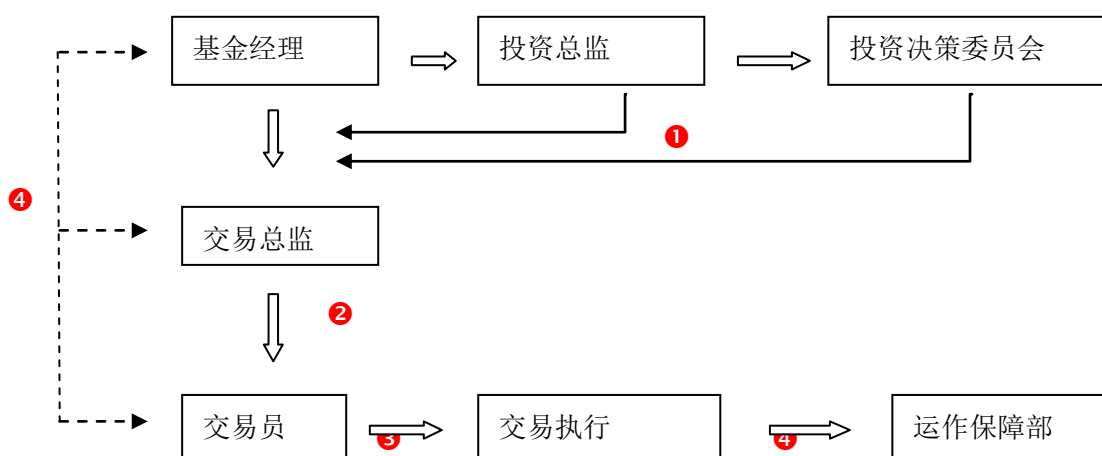 基金经理
投资总监
投资决策委员会
❶
❹
交易总监
❷
交易员
❸
交易执行
❹
运作保障部